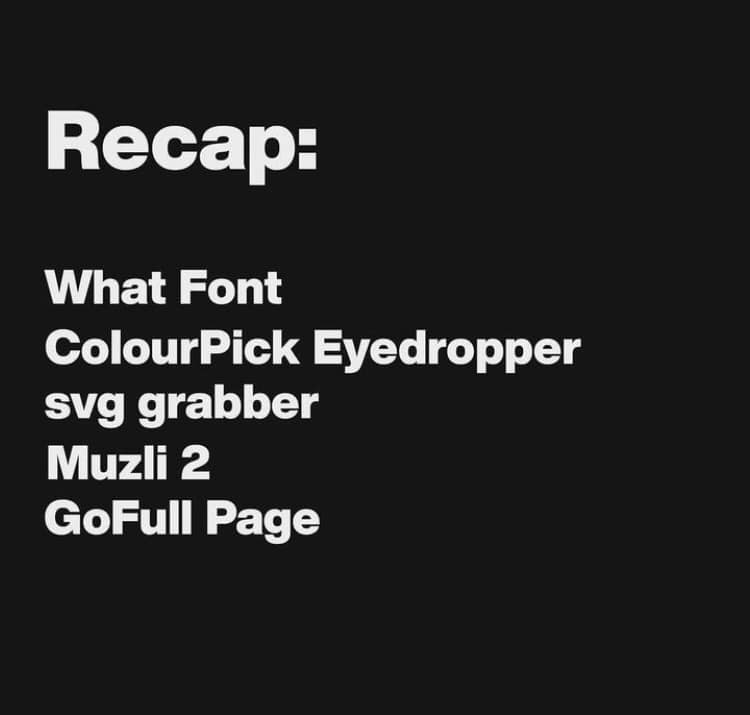 Recap:
What Font
ColourPick Eyedropper
svg grabber
Muzli 2
GoFull Page